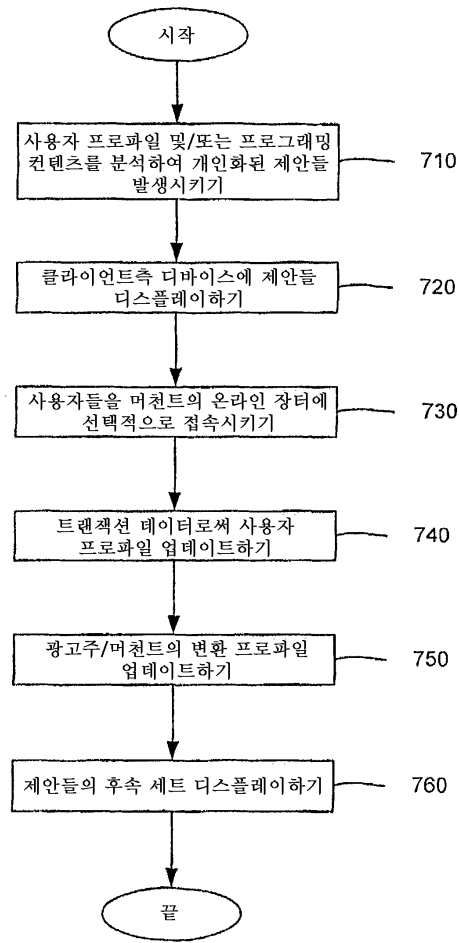 시작
사용자 프로파일 및/또는 프로그래밍
컨텐츠를 분석하여 개인화된 제안들
발생시키기
710
클라이언트측 디바이스에 제안들
디스플레이하기
720
사용자들을 머천트의 온라인 장터에
선택적으로 접속시키기
730
트랜잭션 데이터로써 사용자
프로파일 업데이트하기
740
광고주/머천트의 변환 프로파일
업데이트하기
750
제안들의 후속 세트 디스플레이하기
760
끝